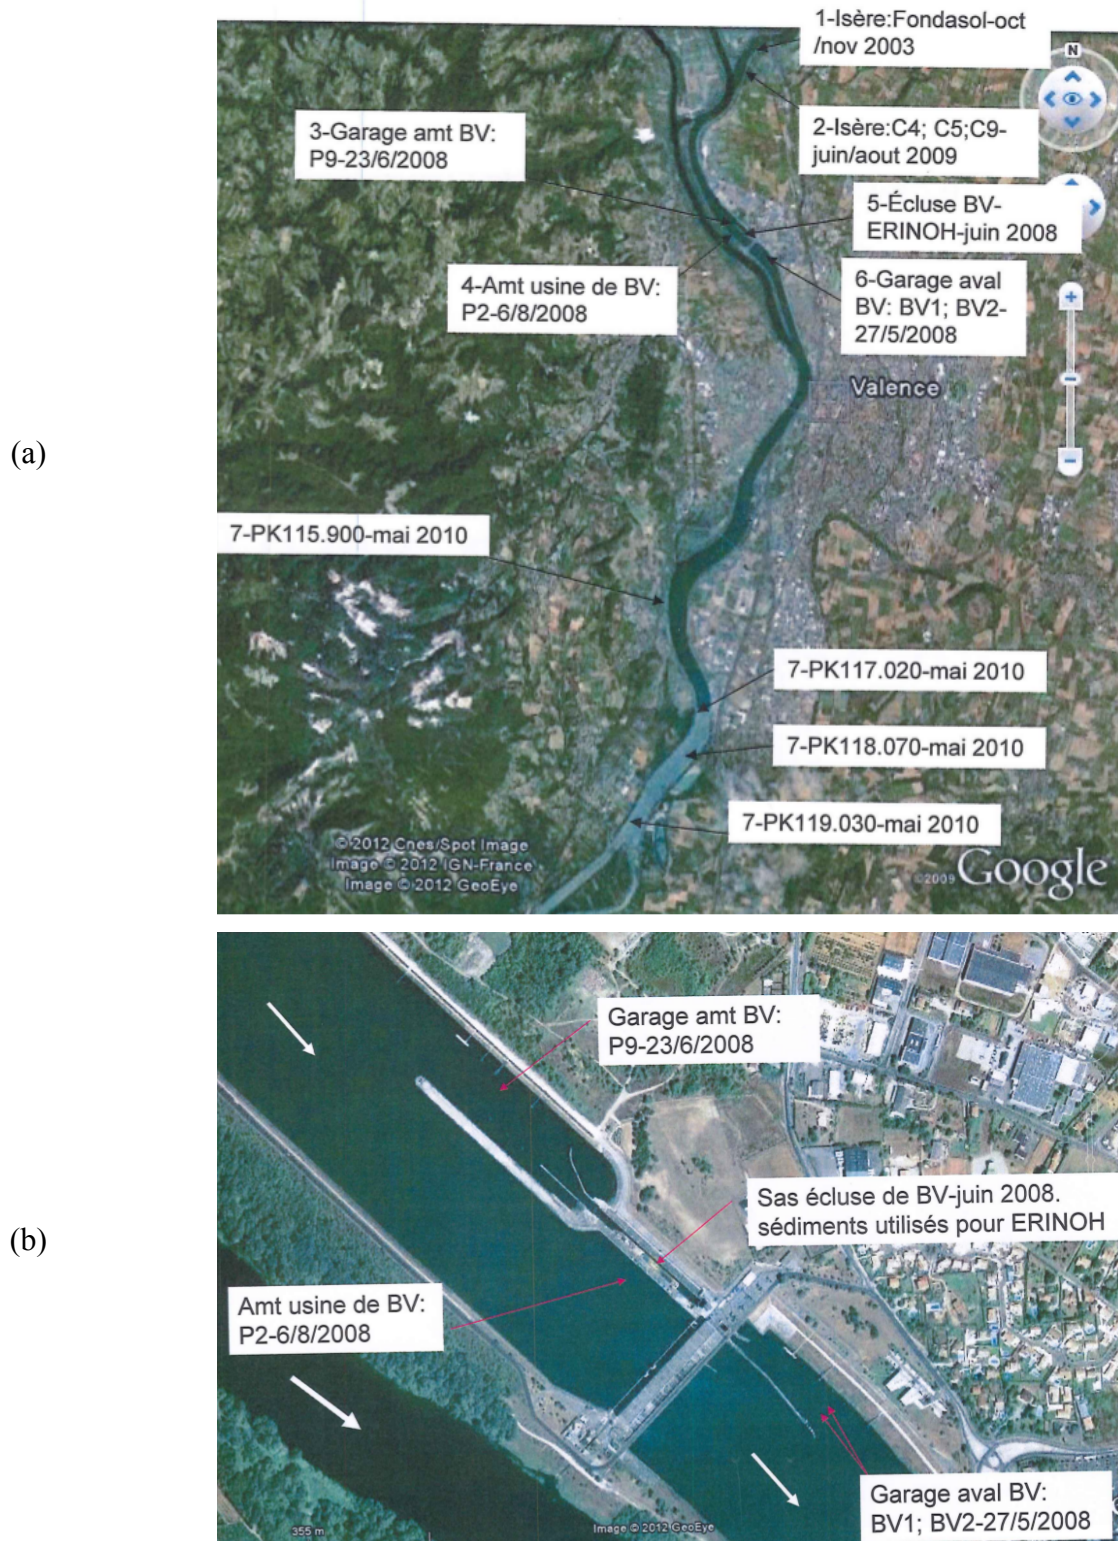 1-Isère:Fondasol-oct
/nov 2003
N
3-Garage amt BV:
P9-23/6/2008
2-Isère:C4; C5;C9-
juin/aout 2009
5-Écluse BV-
ERINOH-juin 2008
4-Amt usine de BV:
P2-6/8/2008
6-Garage aval
BV: BV1; BV2-
27/5/2008
Valence
(a)
7-PK115.900-mai 2010
7-PK117.020-mai 2010
7-PK118.070-mai 2010
7-PK119.030-mai 2010
© 2012 Cnes/Spot Image
Image © 2012 IGN-France
Image © 2012 GeoEye
©2009 Google
Garage amt BV:
P9-23/6/2008
Sas écluse de BV-juin 2008.
sédiments utilisés pour ERINOH
(b)
Amt usine de BV:
P2-6/8/2008
Garage aval BV:
BV1; BV2-27/5/2008
355 m
Image © 2012 GeoEye